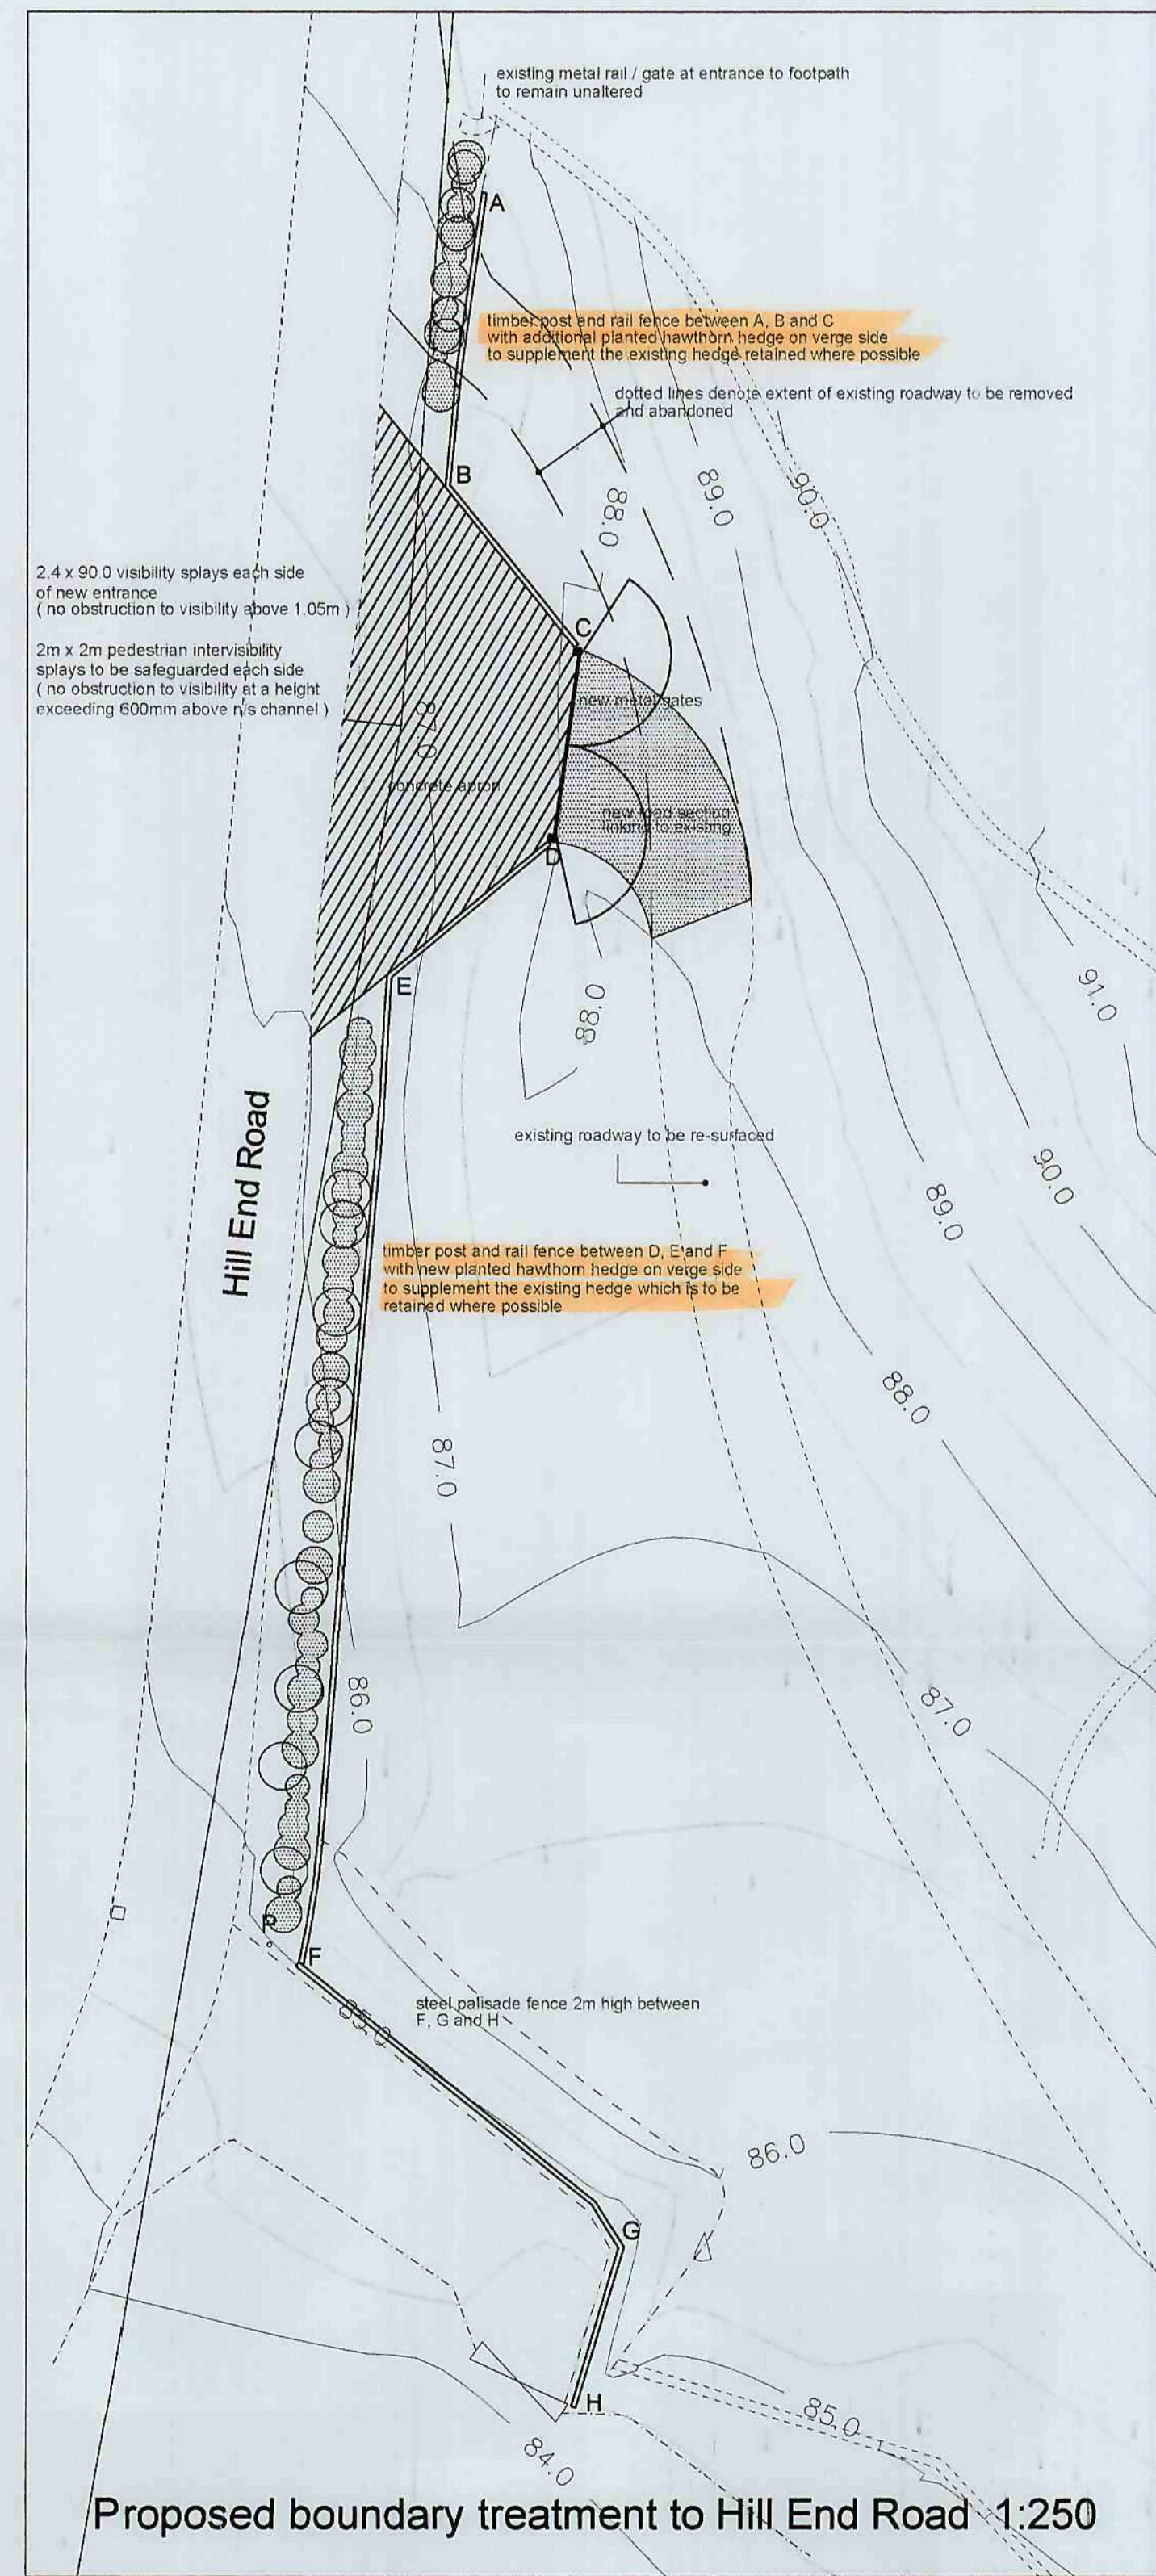 existing metal rail / gate at entrance to footpath
to remain unaltered
A
timber post and rail fence between A, B and C
with additional planted hawthorn hedge on verge side
to supplement the existing hedge retained where possible
dotted lines denote extent of existing roadway to be removed
and abandoned
B
88.0
89.0
90.0
2.4 x 90.0 visibility splays each side
of new entrance
( no obstruction to visibility above 1.05m )
2m x 2m pedestrian intervisibility
splays to be safeguarded each side
( no obstruction to visibility at a height
exceeding 600mm above n/s channel )
C
new metal gates
87.0
concrete apron
new road section
linking to existing
D
E
88.0
91.0
Hill End Road
existing roadway to be re-surfaced
90.0
89.0
timber post and rail fence between D, E and F
with new planted hawthorn hedge on verge side
to supplement the existing hedge which is to be
retained where possible
88.0
87.0
86.0
87.0
P
F
85.0
steel palisade fence 2m high between
F, G and H
86.0
G
H
85.0
84.0
Proposed boundary treatment to Hill End Road 1:250